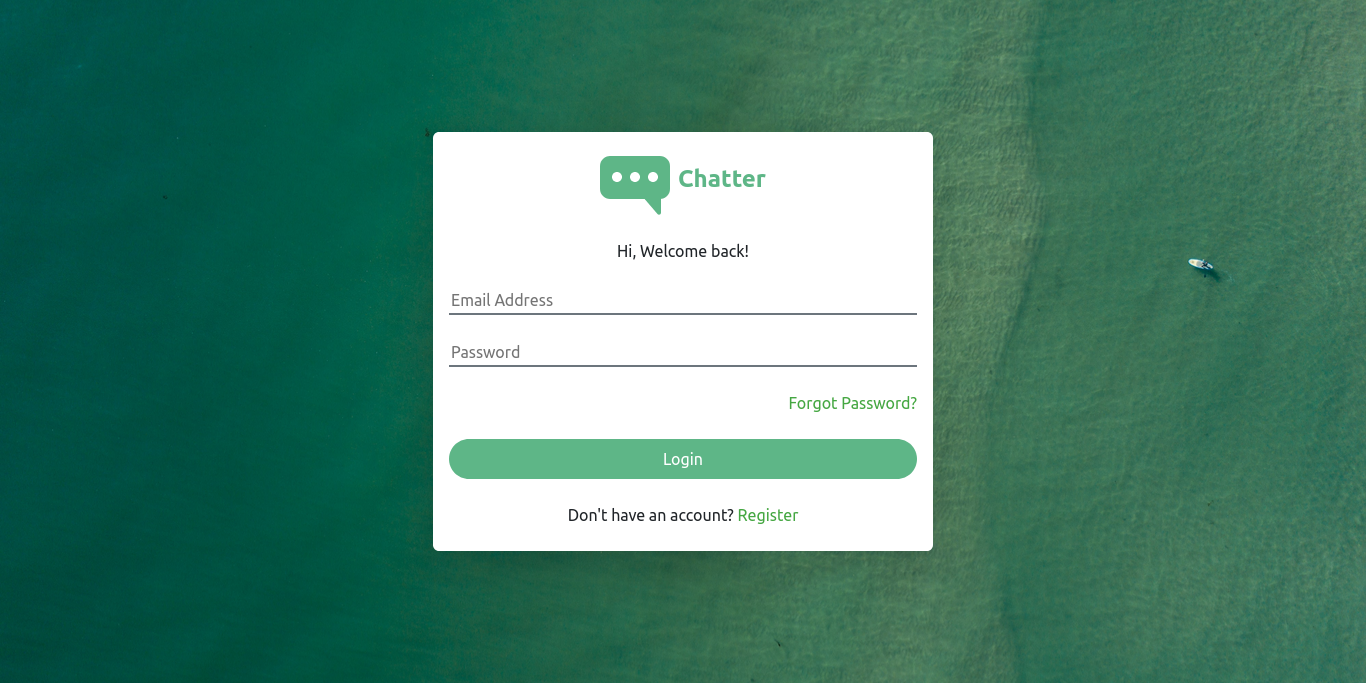 Chatter
Hi, Welcome back!
Email Address
Password
Forgot Password?
Login
Don't have an account? Register